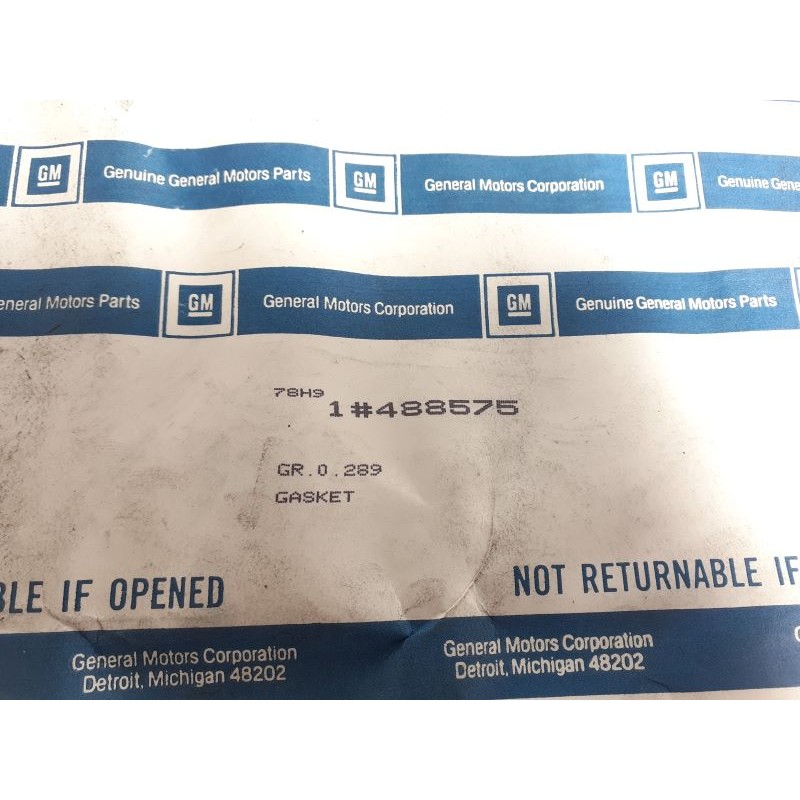 GM Genuine General Motors Parts GM General Motors Corporation GM Genuine Gene
eneral Motors Parts GM General Motors Corporation GM Genuine General Motors Parts
78H9
1#488575
GR.0.289
GASKET
BLE IF OPENED NOT RETURNABLE IF
General Motors Corporation General Motors Corporation
Detroit, Michigan 48202 Detroit, Michigan 48202